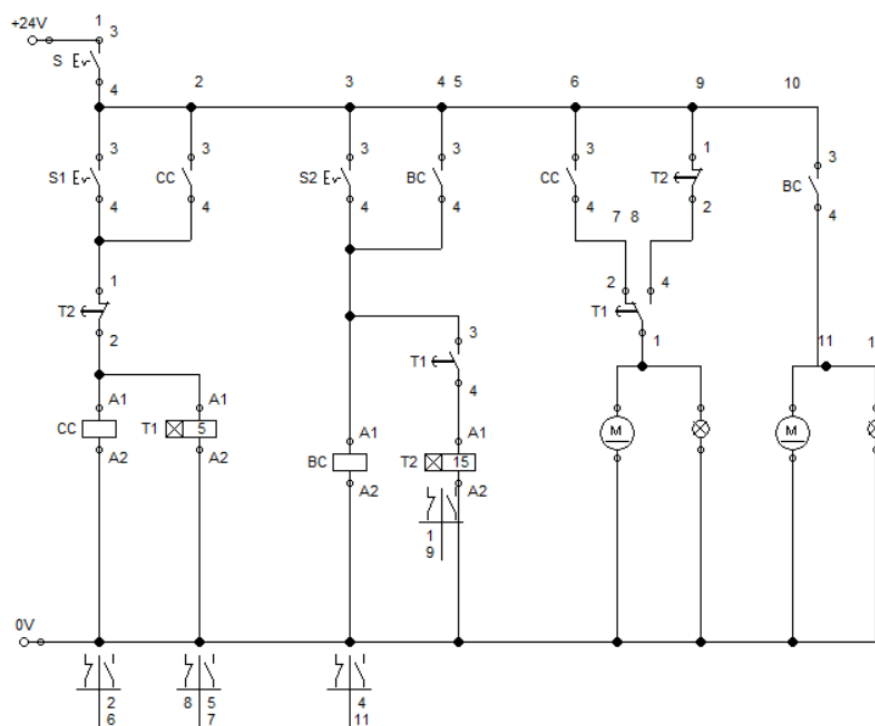 +24V 1
3
S
4 2 3 4 5 6 9 10
3 3 3 3 3 1 3
S1 CC S2 BC CC T2 BC
4 4 4 4 4 2 4
7 8
1 2 4
T2 T1
2 3 1 11 1
T1
4
A1 A1
CC T1 5 M M
A2 A2 A1 A1
BC T2 15
A2 A2
1
9
0V
2 8 5 4
6 7 11